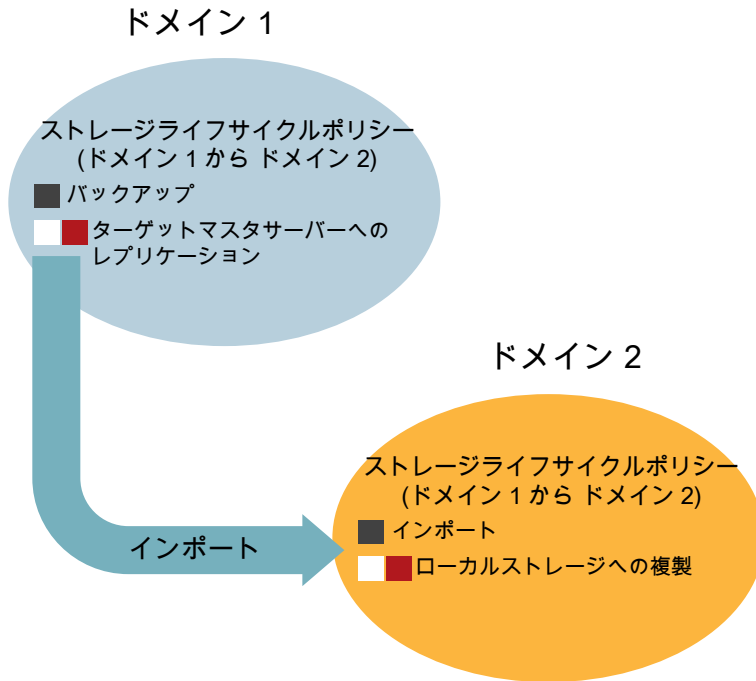 ドメイン 1
ストレージライフサイクルポリシー
(ドメイン 1 から ドメイン 2)
バックアップ
ターゲットマスタサーバーへの
レプリケーション
ドメイン 2
ストレージライフサイクルポリシー
(ドメイン 1 から ドメイン 2)
インポート
ローカルストレージへの複製
インポート